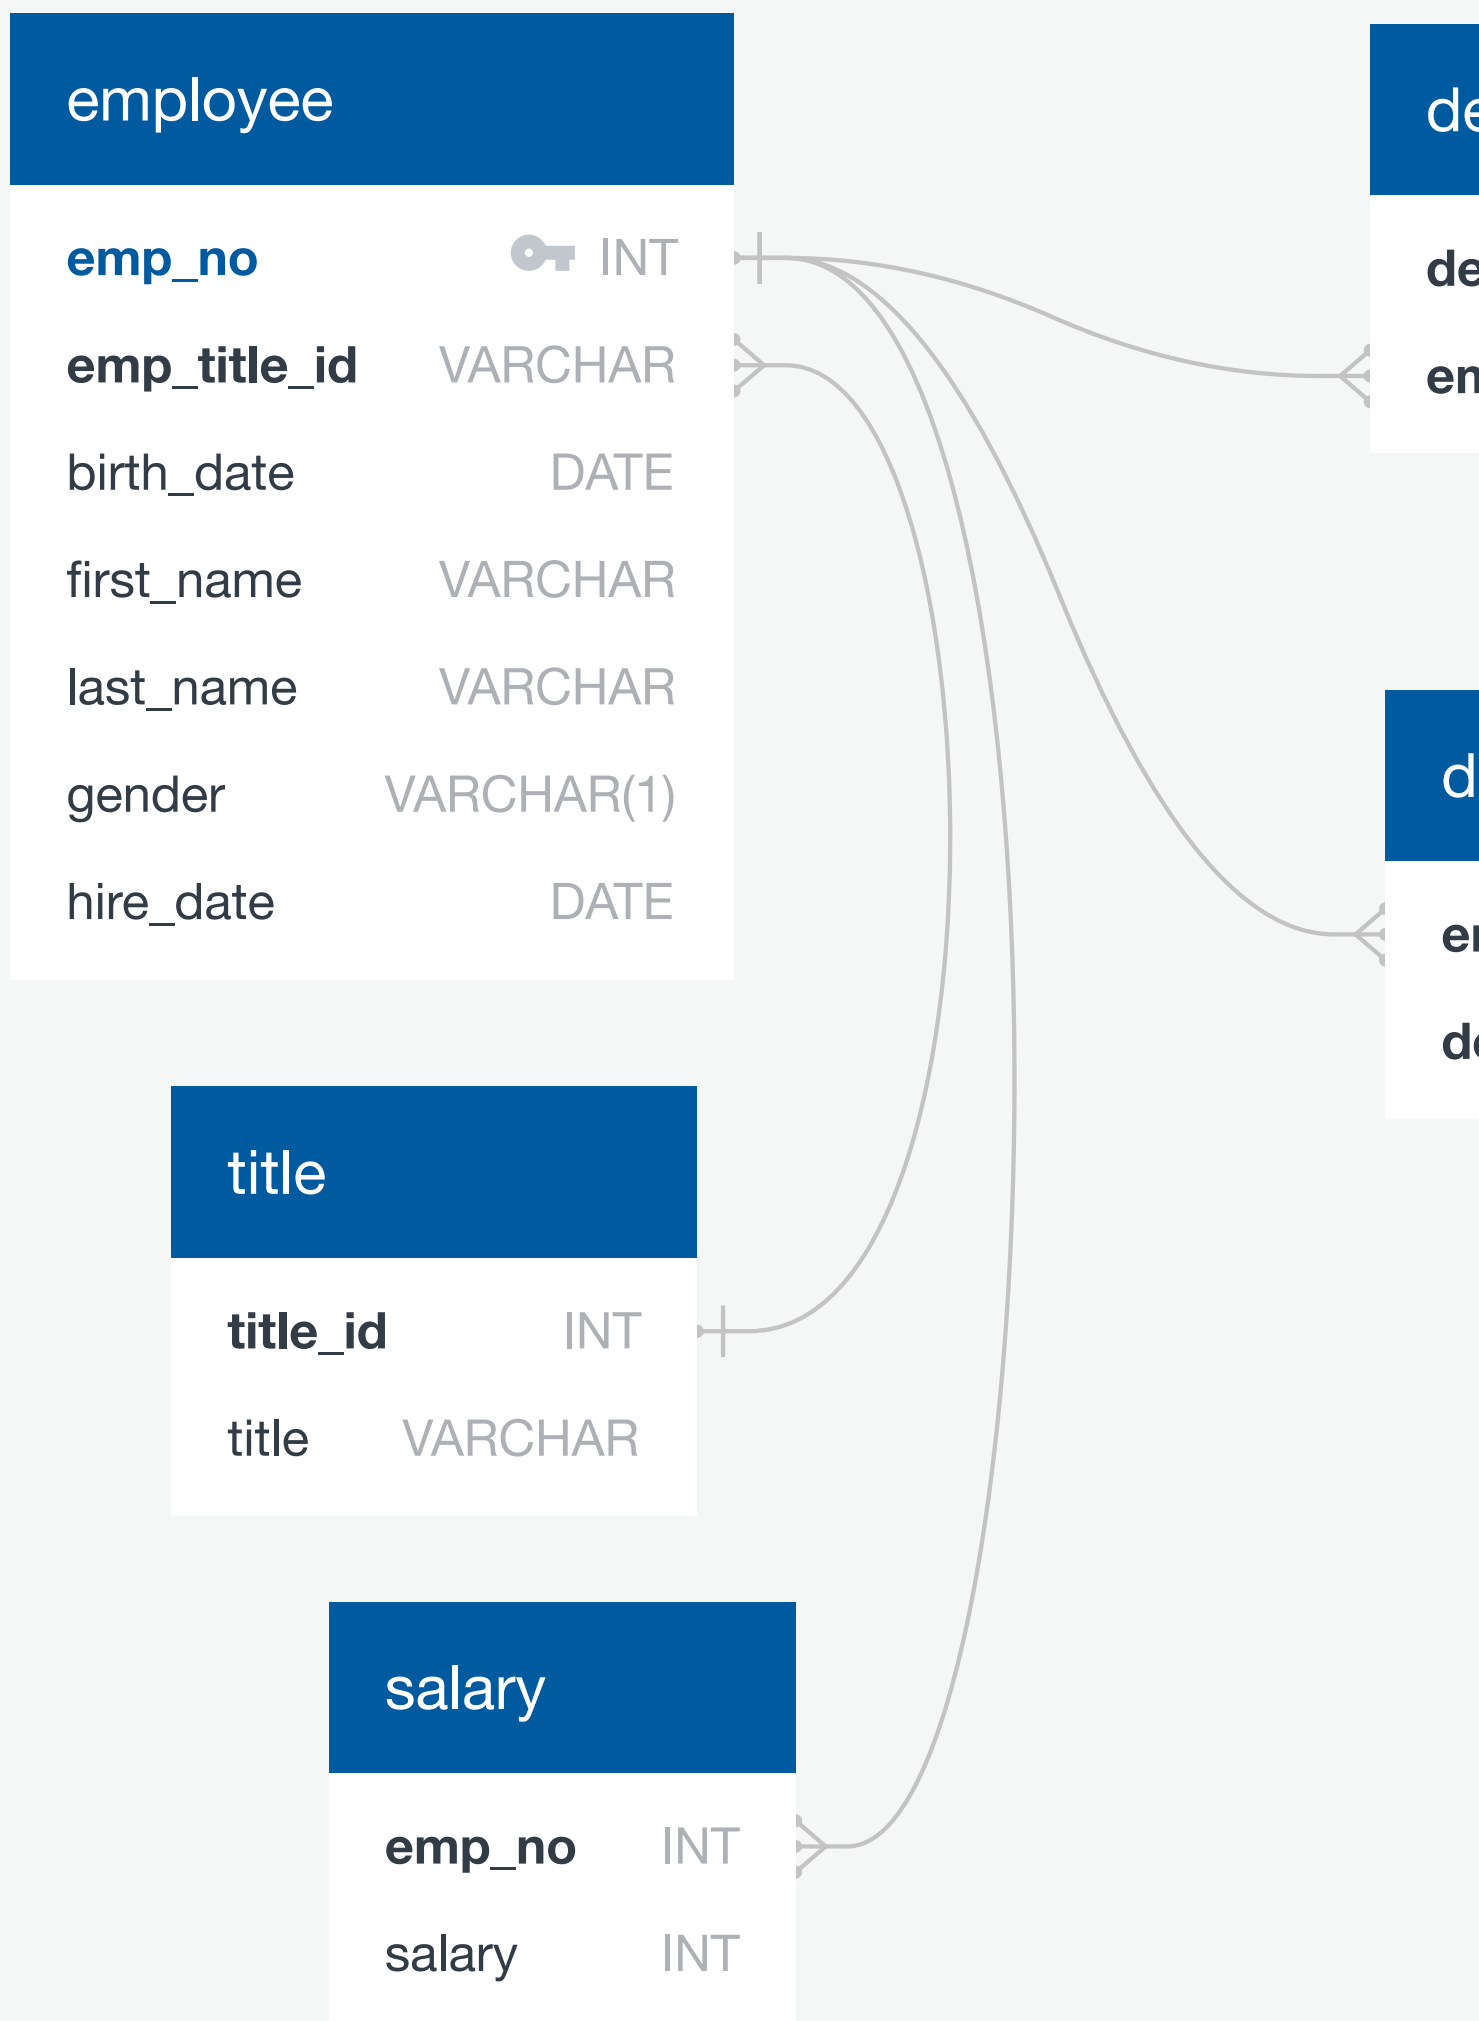 employee
emp_no INT
emp_title_id VARCHAR
birth_date DATE
first_name VARCHAR
last_name VARCHAR
gender VARCHAR(1)
hire_date DATE
title
title_id INT
title VARCHAR
salary
emp_no INT
salary INT